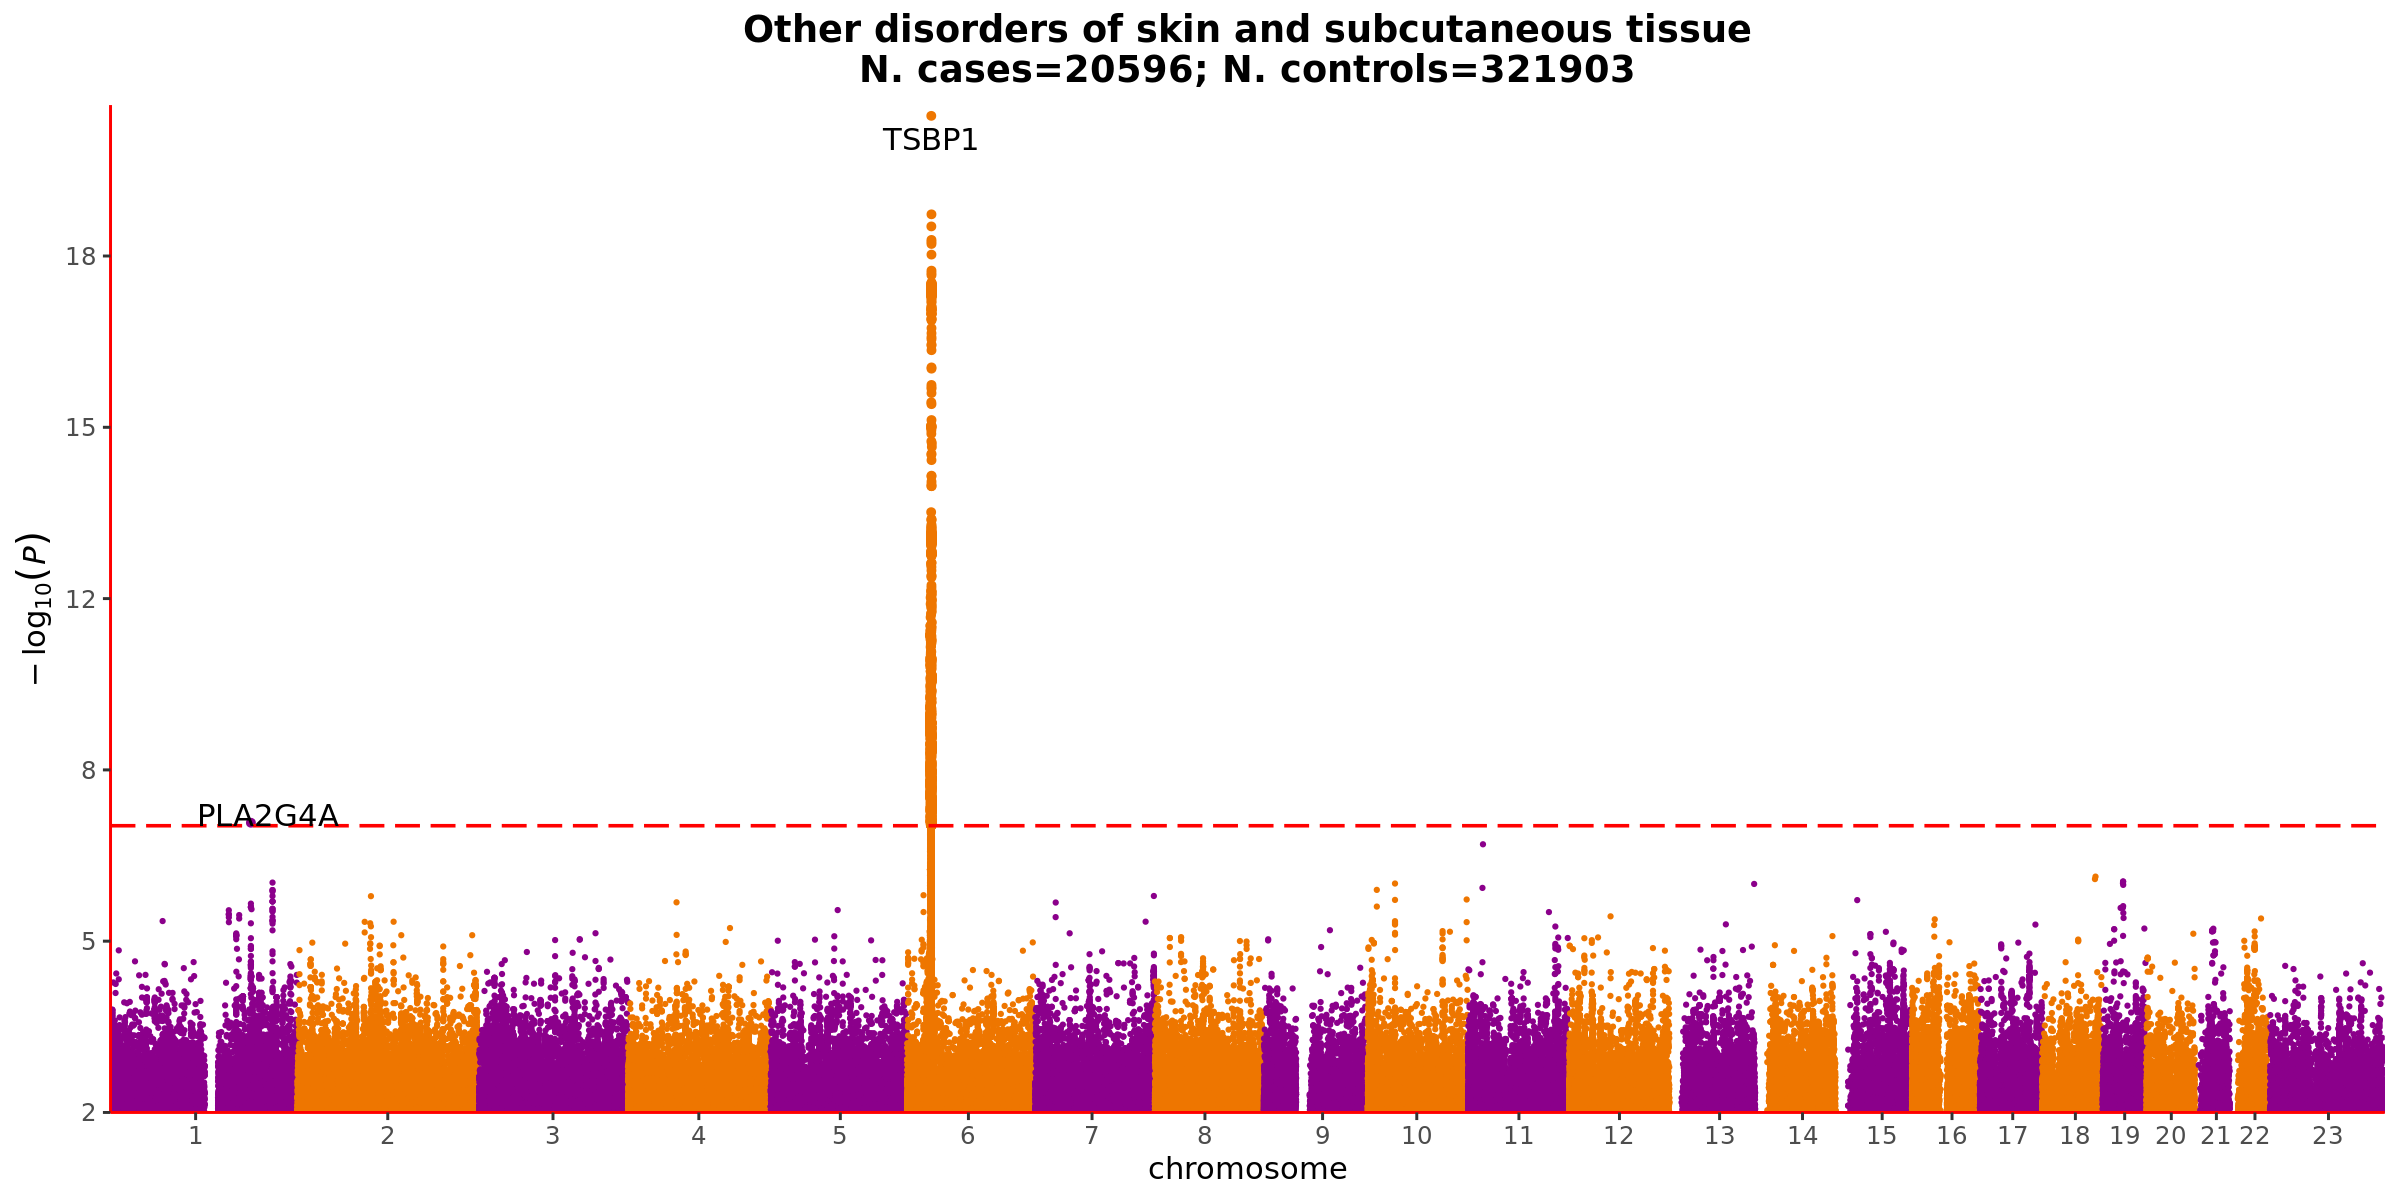 Other disorders of skin and subcutaneous tissue
N. cases=20596; N. controls=321903
TSBP1
18
15
12
8
5
2
−log10(P)
PLA2G4A
1 2 3 4 5 6 7 8 9 10 11 12 13 14 15 16 17 18 19 20 21 22 23
chromosome